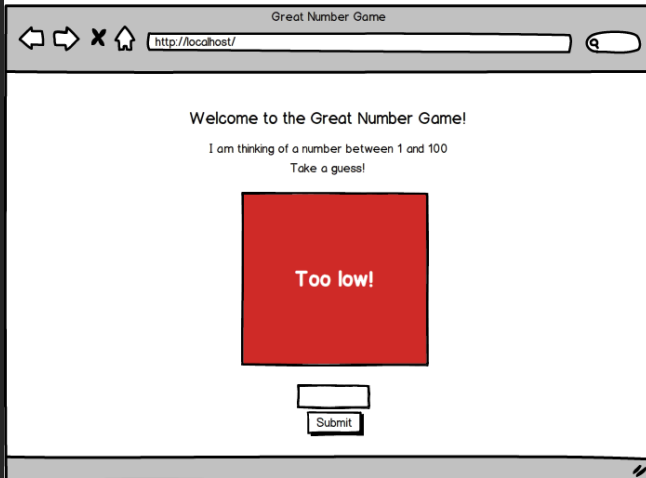 Great Number Game
http://localhost/
Welcome to the Great Number Game!
I am thinking of a number between 1 and 100
Take a guess!
Too low!
Submit